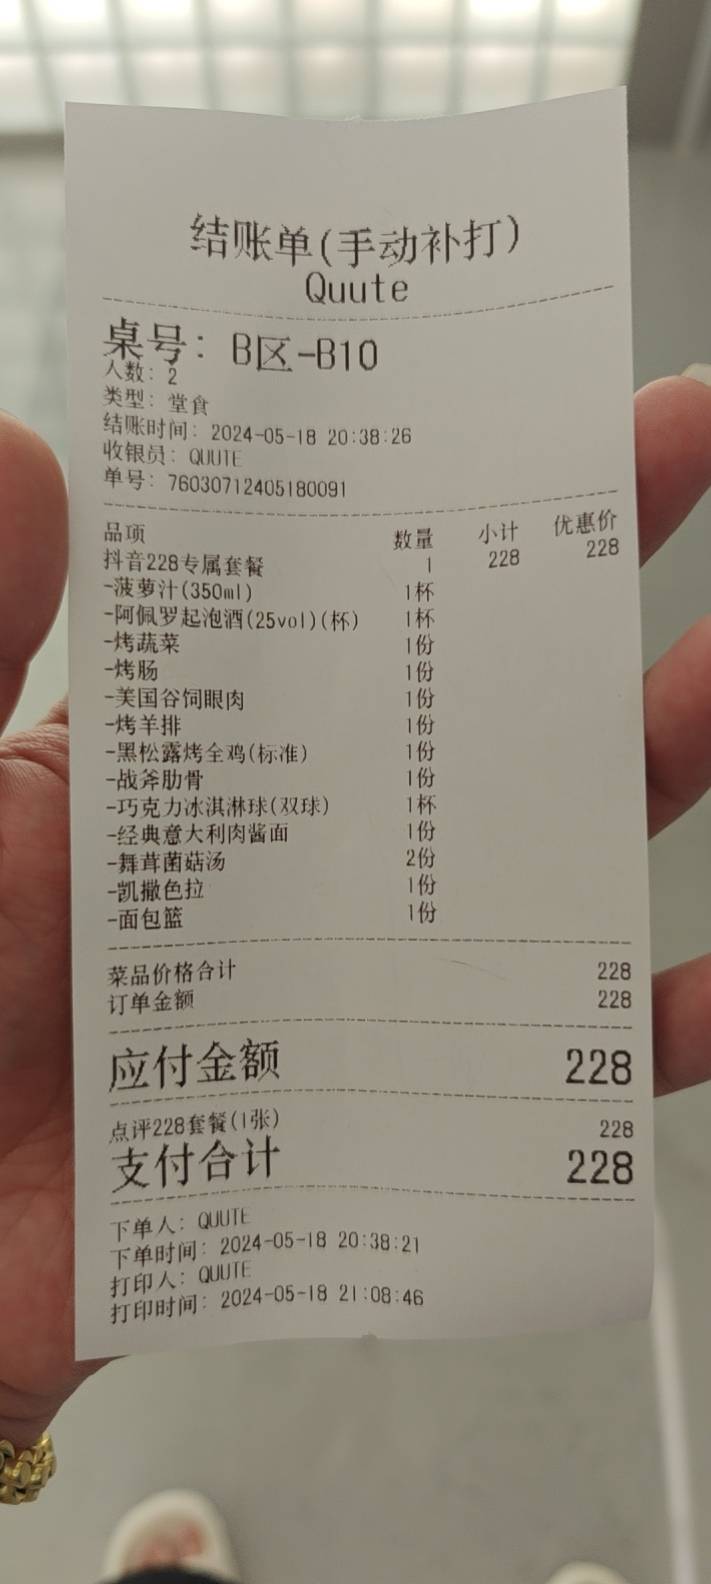 结账单(手动补打)
Quute
桌号: B区-B10
人数: 2
类型: 堂食
结账时间: 2024-05-18 20:38:26
收银员: QUUTE
单号: 76030712405180091
品项 数量 小计 优惠价
抖音228专属套餐 1 228 228
-菠萝汁(350ml) 1杯
-阿佩罗起泡酒(25vol)(杯) 1杯
-烤蔬菜 1份
-烤肠 1份
-美国谷饲眼肉 1份
-烤羊排 1份
-黑松露烤全鸡(标准) 1份
-战斧肋骨 1份
-巧克力冰淇淋球(双球) 1杯
-经典意大利肉酱面 1份
-舞茸菌菇汤 2份
-凯撒色拉 1份
-面包篮 1份
菜品价格合计 228
订单金额 228
应付金额 228
点评228套餐(1张) 228
支付合计 228
下单人: QUUTE
下单时间: 2024-05-18 20:38:21
打印人: QUUTE
打印时间: 2024-05-18 21:08:46